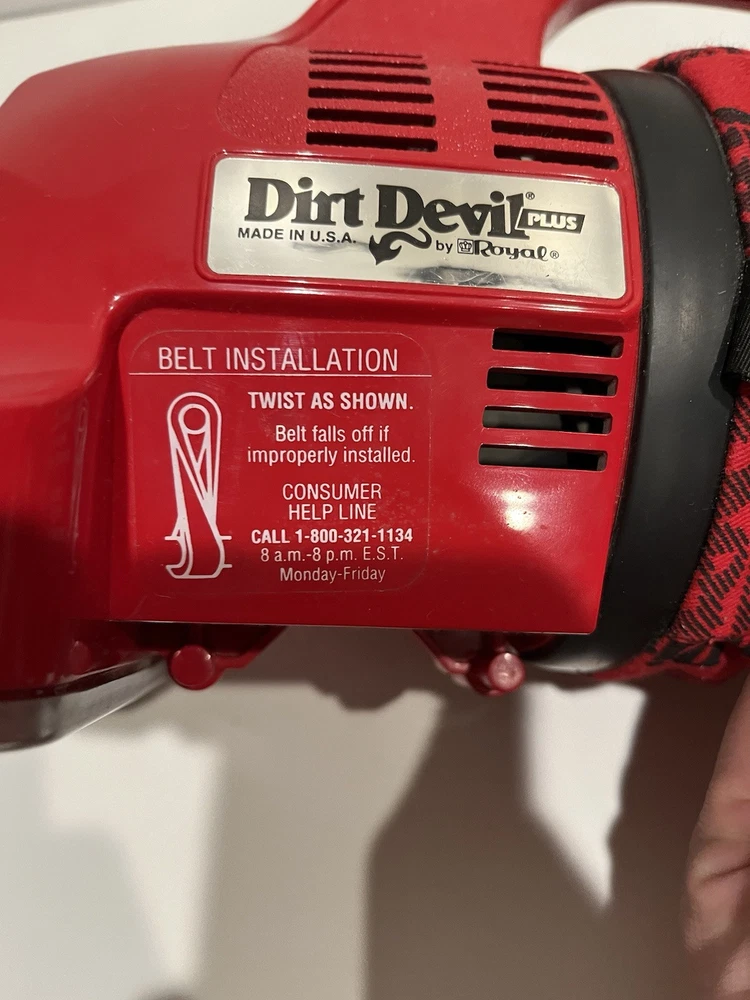 Dirt Devil® PLUS
MADE IN U.S.A. by Royal®
BELT INSTALLATION
TWIST AS SHOWN.
Belt falls off if
improperly installed.
CONSUMER
HELP LINE
CALL 1-800-321-1134
8 a.m.-8 p.m. E.S.T.
Monday-Friday